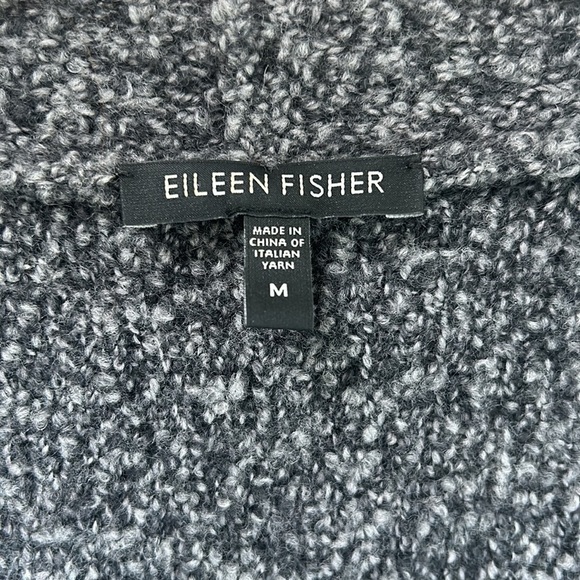 EILEEN FISHER
MADE IN
CHINA OF
ITALIAN
YARN
M